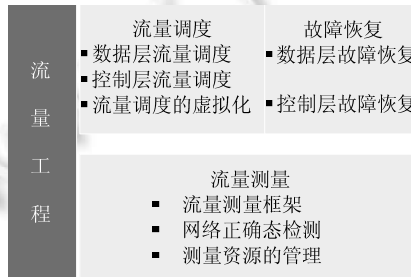 流量工程
流量调度
▪数据层流量调度
▪控制层流量调度
▪流量调度的虚拟化
故障恢复
▪数据层故障恢复
▪控制层故障恢复
流量测量
▪ 流量测量框架
▪ 网络正确态检测
▪ 测量资源的管理